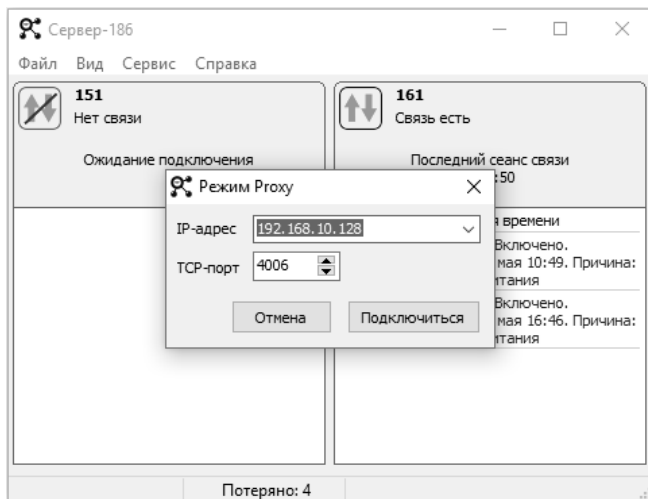 Сервер-186
Файл Вид Сервис Справка
151
Нет связи
Ожидание подключения
161
Связь есть
Последний сеанс связи
:50
Режим Proxy
IP-адрес 192.168.10.128
TCP-порт 4006
Отмена Подключиться
времени
Включено.
мая 10:49. Причина:
итания
Включено.
мая 16:46. Причина:
итания
Потеряно: 4